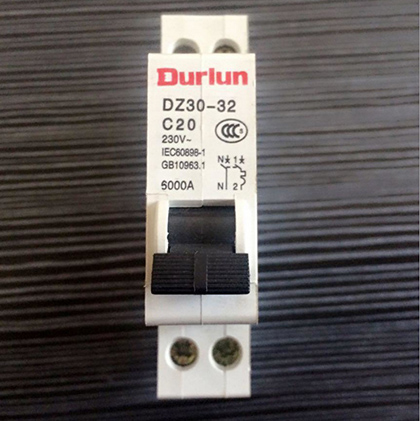 Durlun
DZ30-32
C20
230V~
IEC60898-1
GB10963.1
6000A
CCC
N 1
N 2